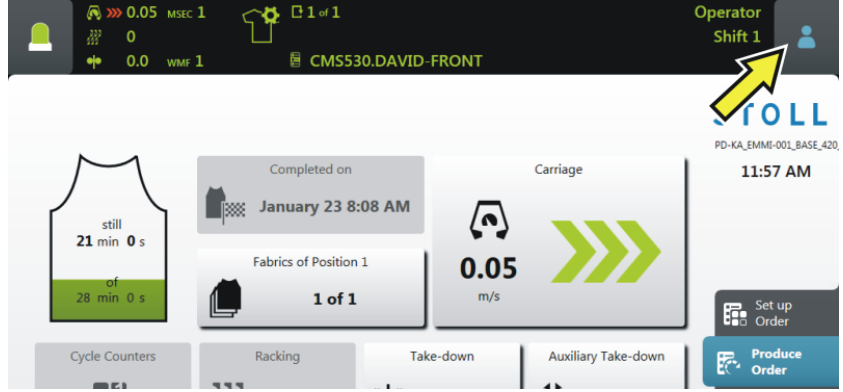 0.05 MSEC 1
1 of 1
Operator
0
Shift 1
0.0 WMF 1
CMS530.DAVID-FRONT
STOLL
PD-KA_EMMI-001_BASE_420_
11:57 AM
still
21 min 0 s
of
28 min 0 s
Completed on
January 23 8:08 AM
Fabrics of Position 1
1 of 1
Carriage
0.05
m/s
Set up
Order
Produce
Order
Cycle Counters
Racking
Take-down
Auxiliary Take-down